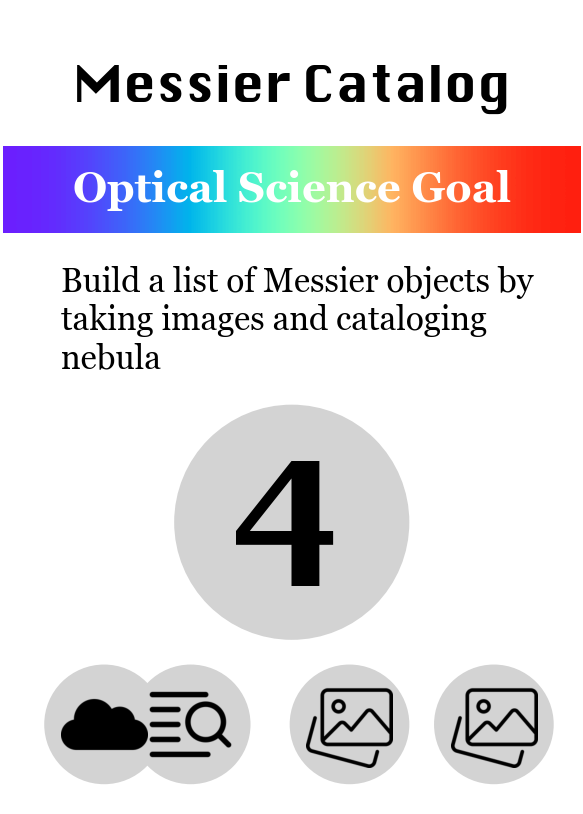 Messier Catalog
Optical Science Goal
Build a list of Messier objects by
taking images and cataloging
nebula
4